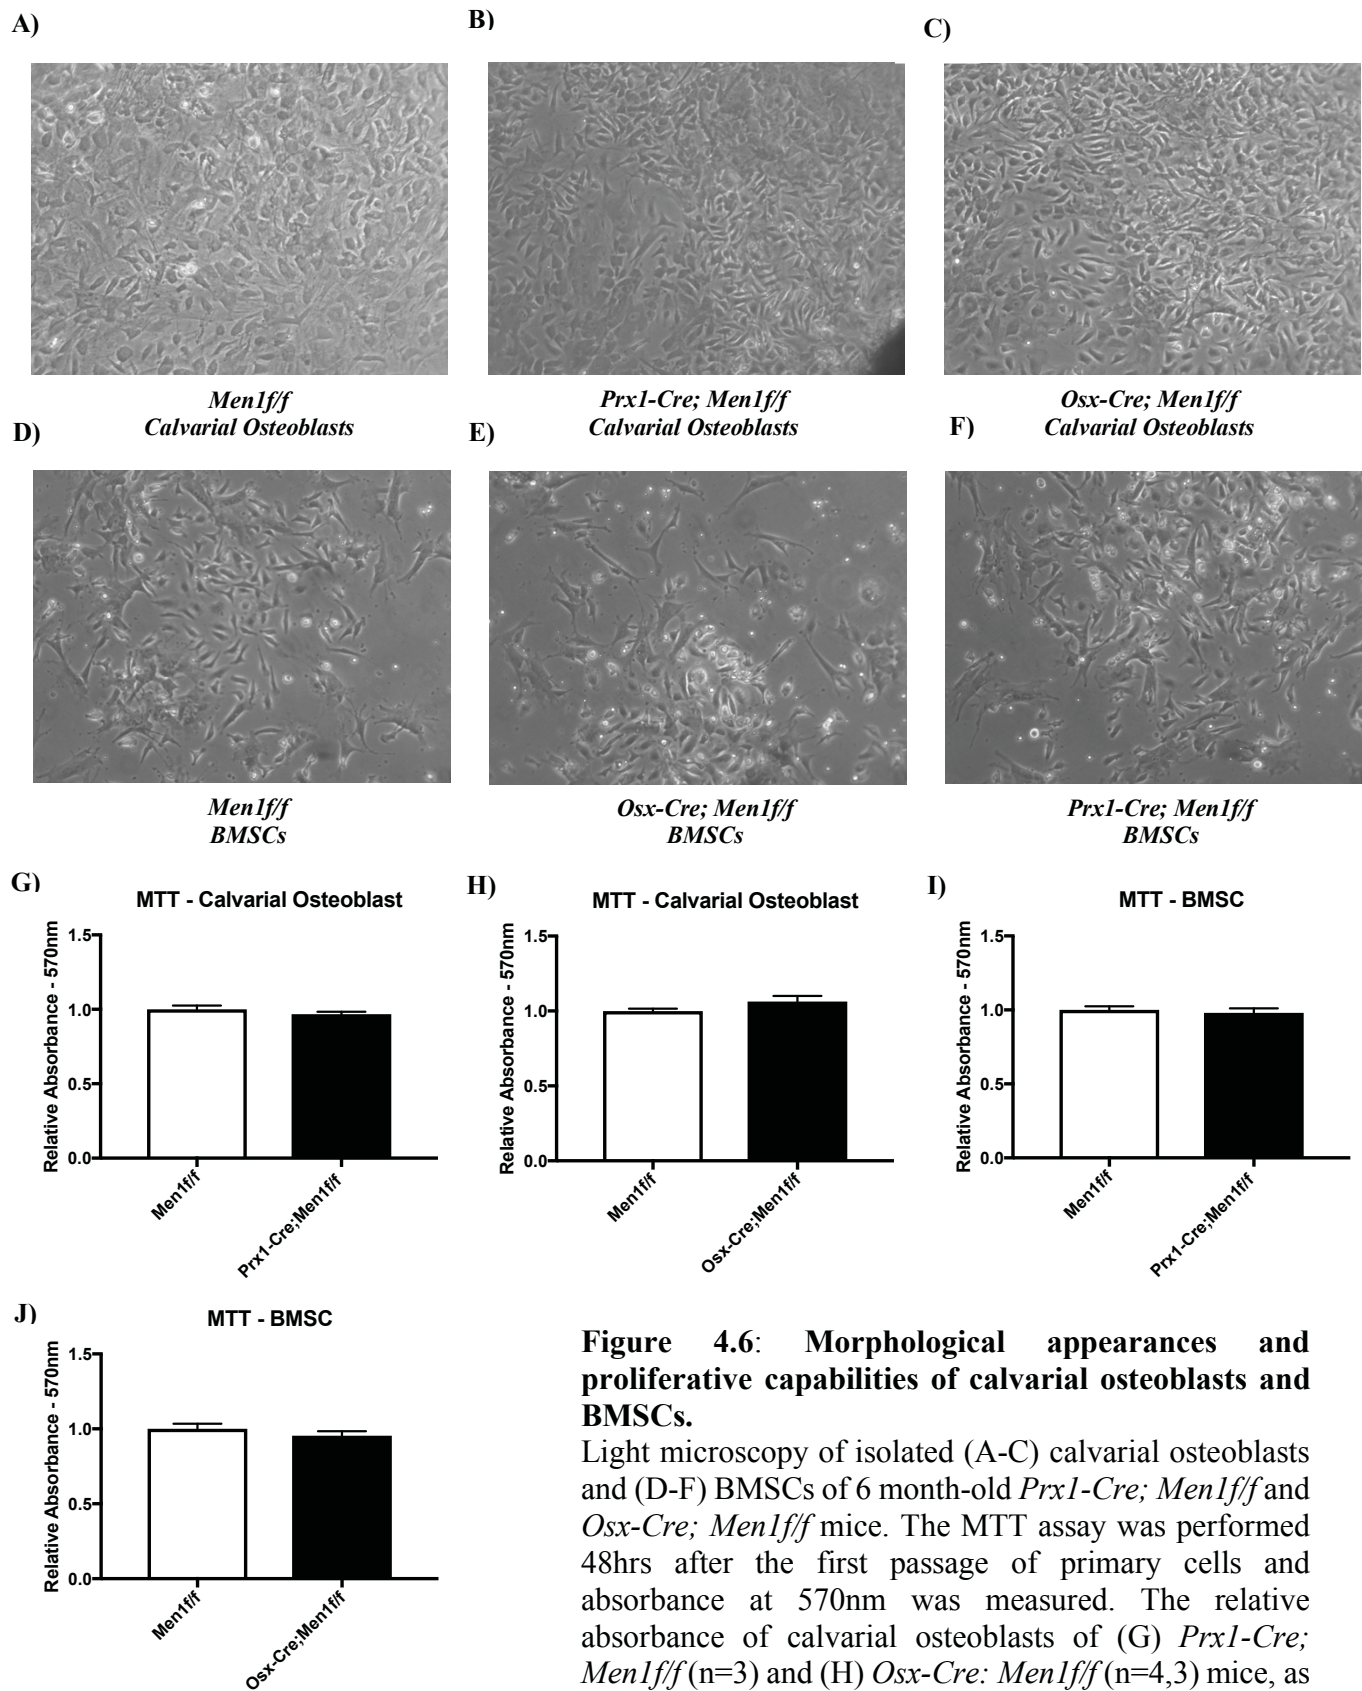 A)
B)
C)
Men1f/f
Calvarial Osteoblasts
Prx1-Cre; Men1f/f
Calvarial Osteoblasts
Osx-Cre; Men1f/f
Calvarial Osteoblasts
D)
E)
F)
Men1f/f
BMSCs
Osx-Cre; Men1f/f
BMSCs
Prx1-Cre; Men1f/f
BMSCs
G)
MTT - Calvarial Osteoblast
Relative Absorbance - 570nm
1.5
1.0
0.5
0.0
Men1f/f
Prx1-Cre;Men1f/f
H)
MTT - Calvarial Osteoblast
Relative Absorbance - 570nm
1.5
1.0
0.5
0.0
Men1f/f
Osx-Cre;Men1f/f
I)
MTT - BMSC
Relative Absorbance - 570nm
1.5
1.0
0.5
0.0
Men1f/f
Prx1-Cre;Men1f/f
J)
MTT - BMSC
Relative Absorbance - 570nm
1.5
1.0
0.5
0.0
Men1f/f
Osx-Cre;Men1f/f
Figure 4.6: Morphological appearances and
proliferative capabilities of calvarial osteoblasts and
BMSCs.
Light microscopy of isolated (A-C) calvarial osteoblasts
and (D-F) BMSCs of 6 month-old Prx1-Cre; Men1f/f and
Osx-Cre; Men1f/f mice. The MTT assay was performed
48hrs after the first passage of primary cells and
absorbance at 570nm was measured. The relative
absorbance of calvarial osteoblasts of (G) Prx1-Cre;
Men1f/f (n=3) and (H) Osx-Cre: Men1f/f (n=4,3) mice, as